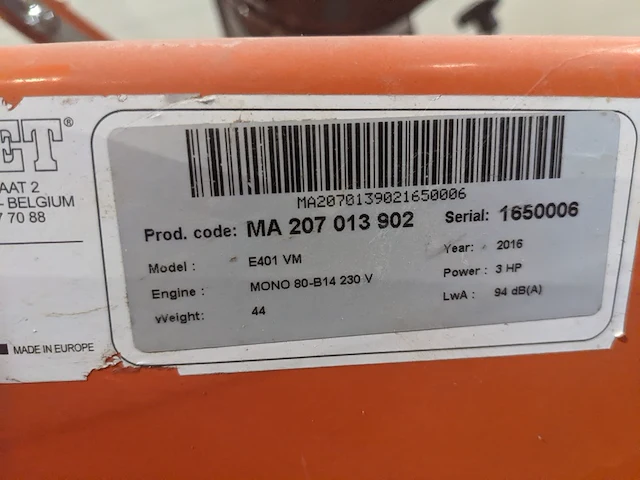 ET®
AAT 2
- BELGIUM
7 70 88
MADE IN EUROPE
MA2070139021650006
Prod. code: MA 207 013 902 Serial: 1650006
Model : E401 VM Year: 2016
Engine : MONO 80-B14 230 V Power : 3 HP
Weight: 44 LwA : 94 dB(A)